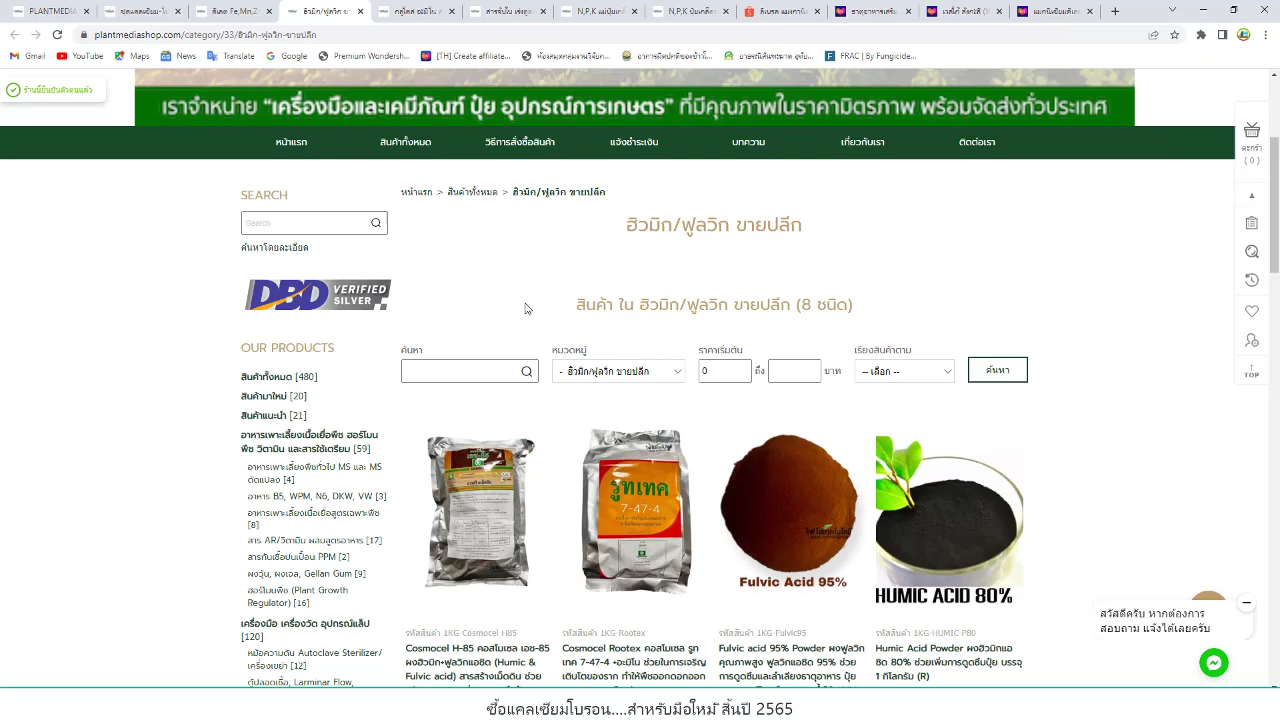 PLANTMEDIA
ฮิวมิก/ฟูลวิก
plantmediashop.com/category/33/ฮิวมิก-ฟูลวิก-ขายปลีก
Gmail YouTube Maps News Translate Google Premium Wondersh... [TH] Create affiliate... FRAC | By Fungicide...
ร้านนี้ยืนยันตัวตนแล้ว
เราจำหน่าย “เครื่องมือและเคมีภัณฑ์ ปุ๋ย อุปกรณ์การเกษตร” ที่มีคุณภาพในราคามิตรภาพ พร้อมจัดส่งทั่วประเทศ
หน้าแรก สินค้าทั้งหมด วิธีการสั่งซื้อสินค้า แจ้งชำระเงิน บทความ เกี่ยวกับเรา ติดต่อเรา
ตะกร้า
( 0 )
TOP
SEARCH
Search
ค้นหาโดยละเอียด
DBD VERIFIED
SILVER
OUR PRODUCTS
สินค้าทั้งหมด [480]
สินค้ามาใหม่ [20]
สินค้าแนะนำ [21]
อาหารเพาะเลี้ยงเนื้อเยื่อพืช ฮอร์โมน
พืช วิตามิน และสารใช้เตรียม [59]
อาหารเพาะเลี้ยงพืชทั่วไป MS และ MS
ดัดแปลง [4]
อาหาร B5, WPM, N6, DKW, VW [3]
อาหารเพาะเลี้ยงเนื้อเยื่อสูตรเฉพาะพืช
[8]
สาร AR/วิตามิน ผสมสูตรอาหาร [17]
สารกันเชื้อปนเปื้อน PPM [2]
ผงวุ้น, ผงเจล, Gellan Gum [9]
ฮอร์โมนพืช (Plant Growth
Regulator) [16]
เครื่องมือ เครื่องวัด อุปกรณ์แล็ป
[120]
หม้อความดัน Autoclave Sterilizer/
เครื่องเขย่า [12]
ตู้ปลอดเชื้อ, Larminar Flow,
หน้าแรก > สินค้าทั้งหมด > ฮิวมิก/ฟูลวิก ขายปลีก
ฮิวมิก/ฟูลวิก ขายปลีก
สินค้า ใน ฮิวมิก/ฟูลวิก ขายปลีก (8 ชนิด)
ค้นหา หมวดหมู่ ราคาเริ่มต้น เรียงสินค้าตาม
- ฮิวมิก/ฟูลวิก ขายปลีก 0 ถึง บาท -- เลือก -- ค้นหา
รูทเทค
7-47-4
Fulvic Acid 95%
HUMIC ACID 80%
รหัสสินค้า 1KG-Cosmocel H85
Cosmocel H-85 คอสโมเซล เอช-85
ผงฮิวมิก+ฟูลวิกแอซิด (Humic &
Fulvic acid) สารสร้างเม็ดดิน ช่วย
รหัสสินค้า 1KG-Rootex
Cosmocel Rootex คอสโมเซล รูท
เทค 7-47-4 +อะมิโน ช่วยในการเจริญ
เติบโตของราก ทำให้พืชออกดอกออก
รหัสสินค้า 1KG-Fulvic95
Fulvic acid 95% Powder ผงฟูลวิก
คุณภาพสูง ฟูลวิกแอซิด 95% ช่วย
การดูดซึมและลำเลียงธาตุอาหาร ปุ๋ย
รหัสสินค้า 1KG-HUMIC-P80
Humic Acid Powder ผงฮิวมิกแอ
ซิด 80% ช่วยเพิ่มการดูดซึมปุ๋ย บรรจุ
1 กิโลกรัม (R)
สวัสดีครับ หากต้องการ
สอบถาม แจ้งได้เลยครับ
ซื้อแคลเซียมโบรอน....สำหรับมือใหม่ สิ้นปี 2565